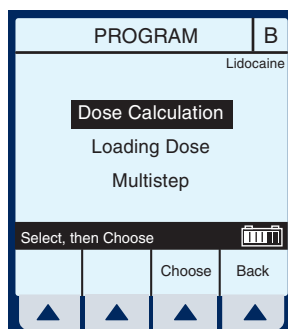 PROGRAM B
Lidocaine
Dose Calculation
Loading Dose
Multistep
Select, then Choose
Choose Back